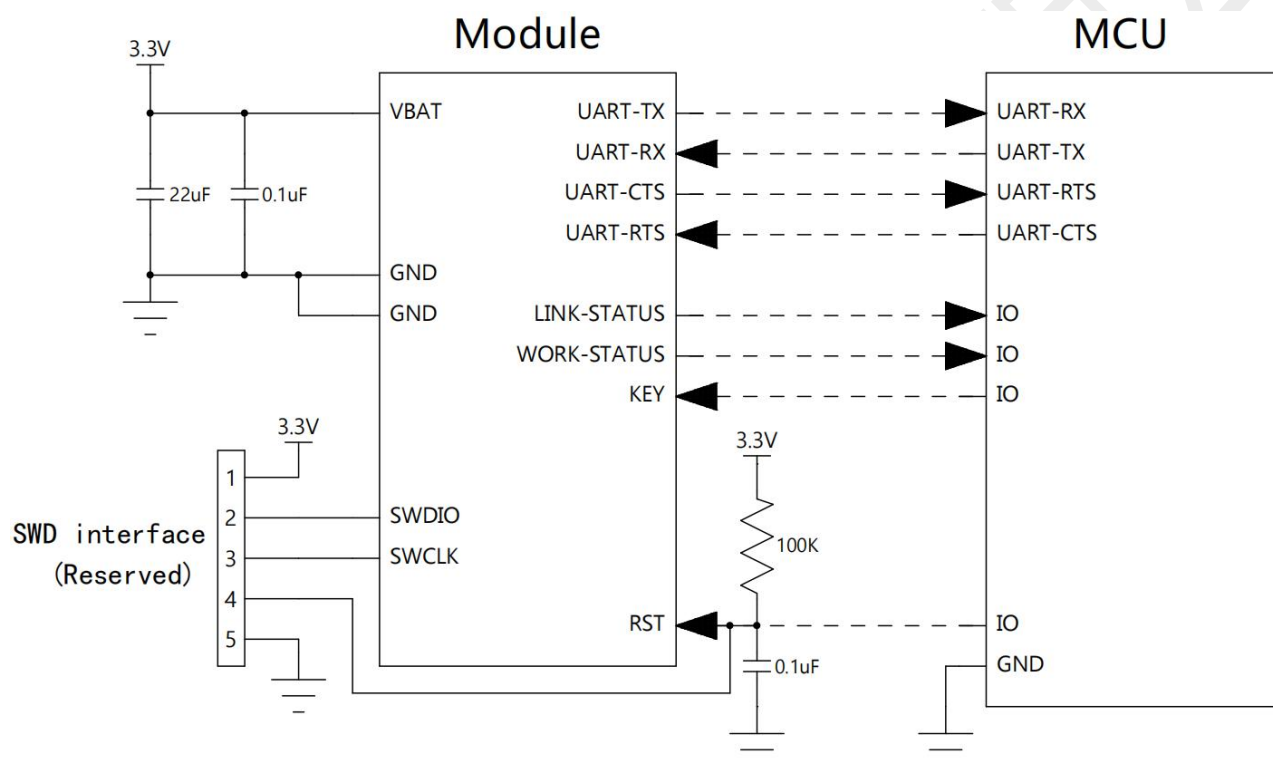 Module
MCU
3.3V
VBAT
UART-TX
UART-RX
UART-RX
UART-TX
22uF
0.1uF
UART-CTS
UART-RTS
UART-RTS
UART-CTS
GND
GND
LINK-STATUS
IO
WORK-STATUS
IO
KEY
IO
3.3V
3.3V
1
2
SWDIO
SWD interface
(Reserved)
3
SWCLK
100K
4
5
RST
IO
0.1uF
GND